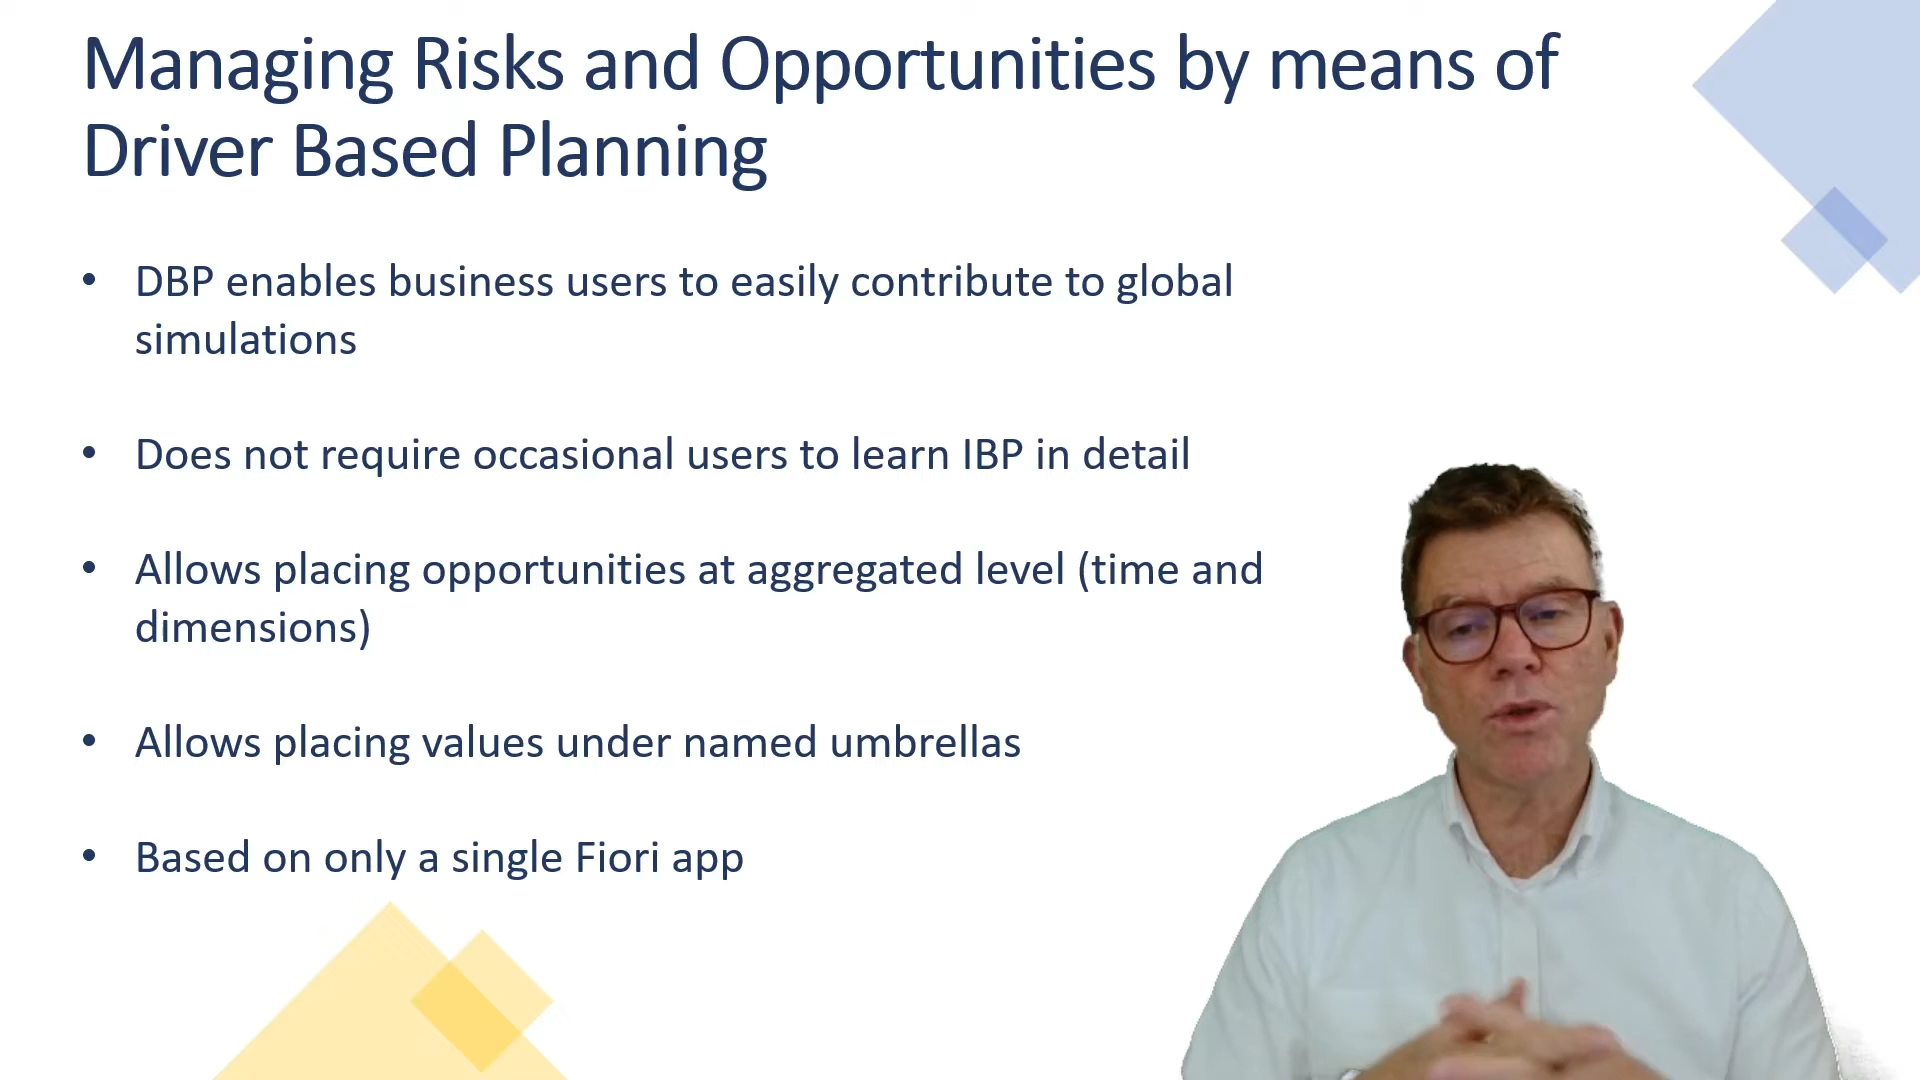 Managing Risks and Opportunities by means of
Driver Based Planning
• DBP enables business users to easily contribute to global
simulations
• Does not require occasional users to learn IBP in detail
• Allows placing opportunities at aggregated level (time and
dimensions)
• Allows placing values under named umbrellas
• Based on only a single Fiori app